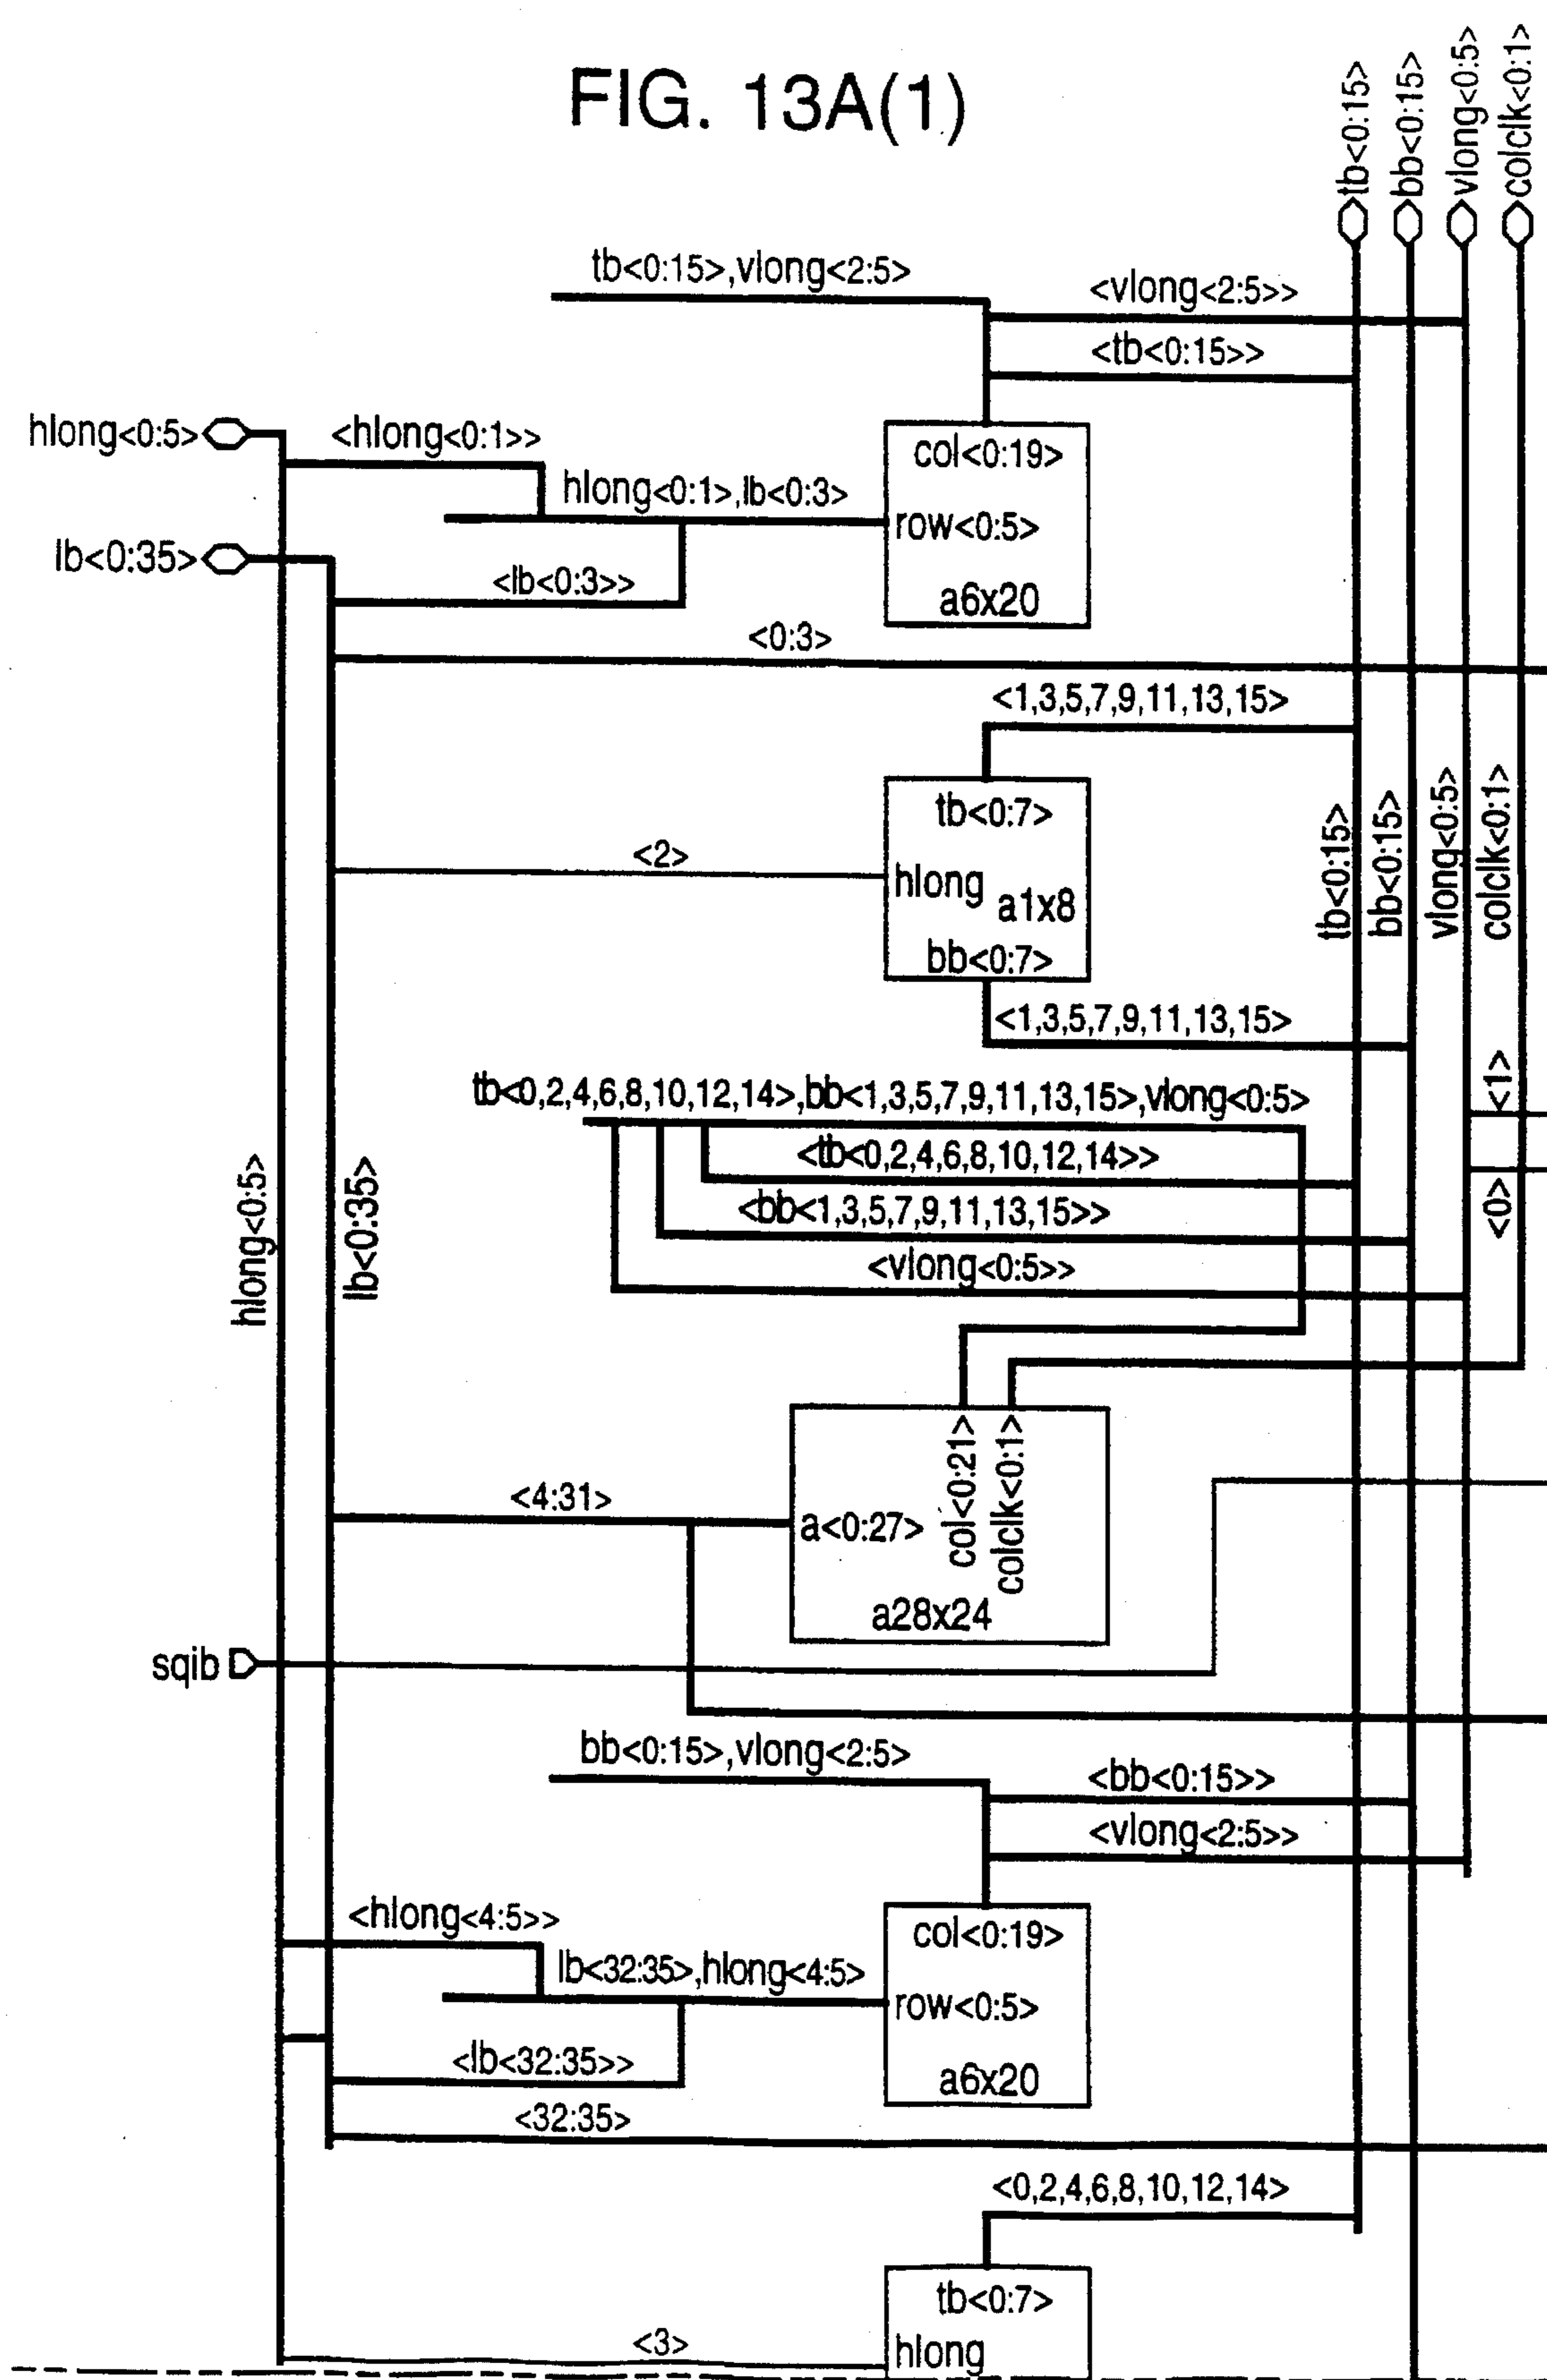 FIG. 13A(1)
tb<0:15>
bb<0:15>
vlong<0:5>
colclk<0:1>
tb<0:15>,vlong<2:5>
<vlong<2:5>>
<tb<0:15>>
hlong<0:5>
<hlong<0:1>>
col<0:19>
hlong<0:1>,lb<0:3>
row<0:5>
lb<0:35>
<lb<0:3>>
a6x20
<0:3>
<1,3,5,7,9,11,13,15>
tb<0:7>
<2>
hlong
a1x8
bb<0:7>
tb<0:15>
bb<0:15>
vlong<0:5>
colclk<0:1>
<1,3,5,7,9,11,13,15>
<1>
tb<0,2,4,6,8,10,12,14>,bb<1,3,5,7,9,11,13,15>,vlong<0:5>
<tb<0,2,4,6,8,10,12,14>>
<bb<1,3,5,7,9,11,13,15>>
<0>
<vlong<0:5>>
hlong<0:5>
lb<0:35>
col<0:21>
colclk<0:1>
<4:31>
a<0:27>
a28x24
sqib
bb<0:15>,vlong<2:5>
<bb<0:15>>
<vlong<2:5>>
<hlong<4:5>>
col<0:19>
lb<32:35>,hlong<4:5>
row<0:5>
<lb<32:35>>
a6x20
<32:35>
<0,2,4,6,8,10,12,14>
tb<0:7>
<3>
hlong